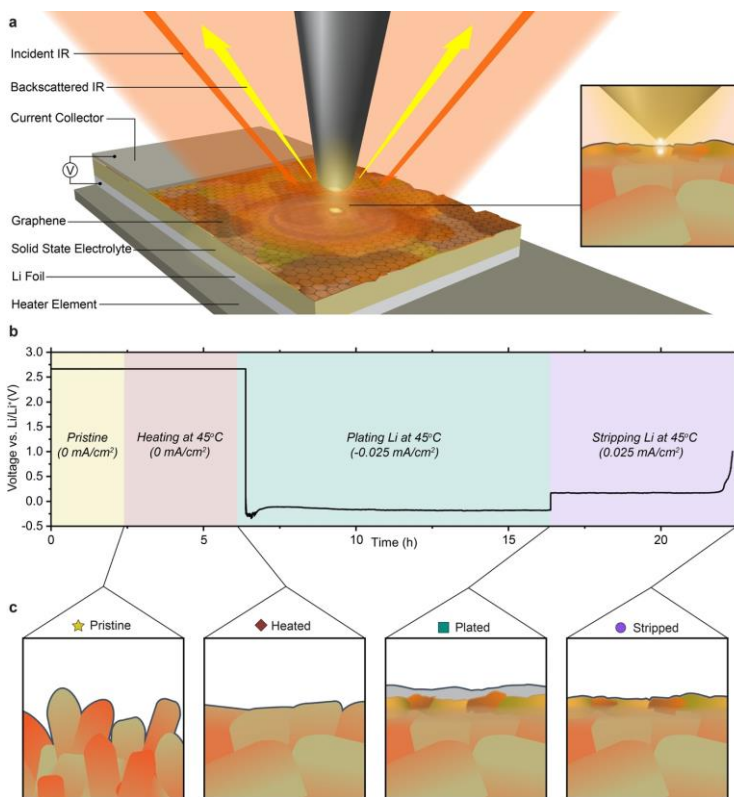 a
Incident IR
Backscattered IR
Current Collector
V
Graphene
Solid State Electrolyte
Li Foil
Heater Element
b
Voltage vs. Li/Li⁺(V)
3.0
2.5
2.0
1.5
1.0
0.5
0.0
-0.5
Pristine
(0 mA/cm²)
Heating at 45°C
(0 mA/cm²)
Plating Li at 45°C
(-0.025 mA/cm²)
Stripping Li at 45°C
(0.025 mA/cm²)
0 5 10 15 20
Time (h)
c
Pristine
Heated
Plated
Stripped